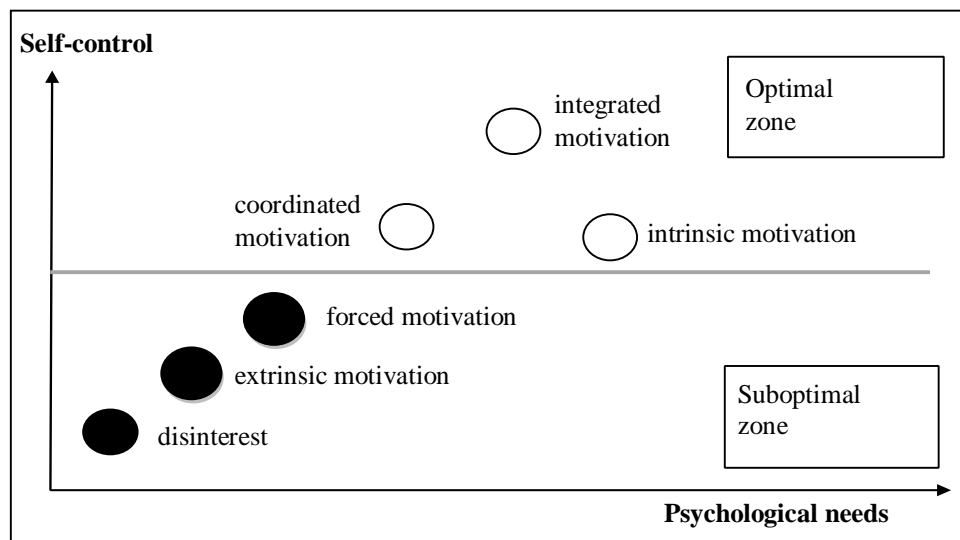 Self-control
integrated
motivation
Optimal
zone
coordinated
motivation
intrinsic motivation
forced motivation
extrinsic motivation
disinterest
Suboptimal
zone
Psychological needs